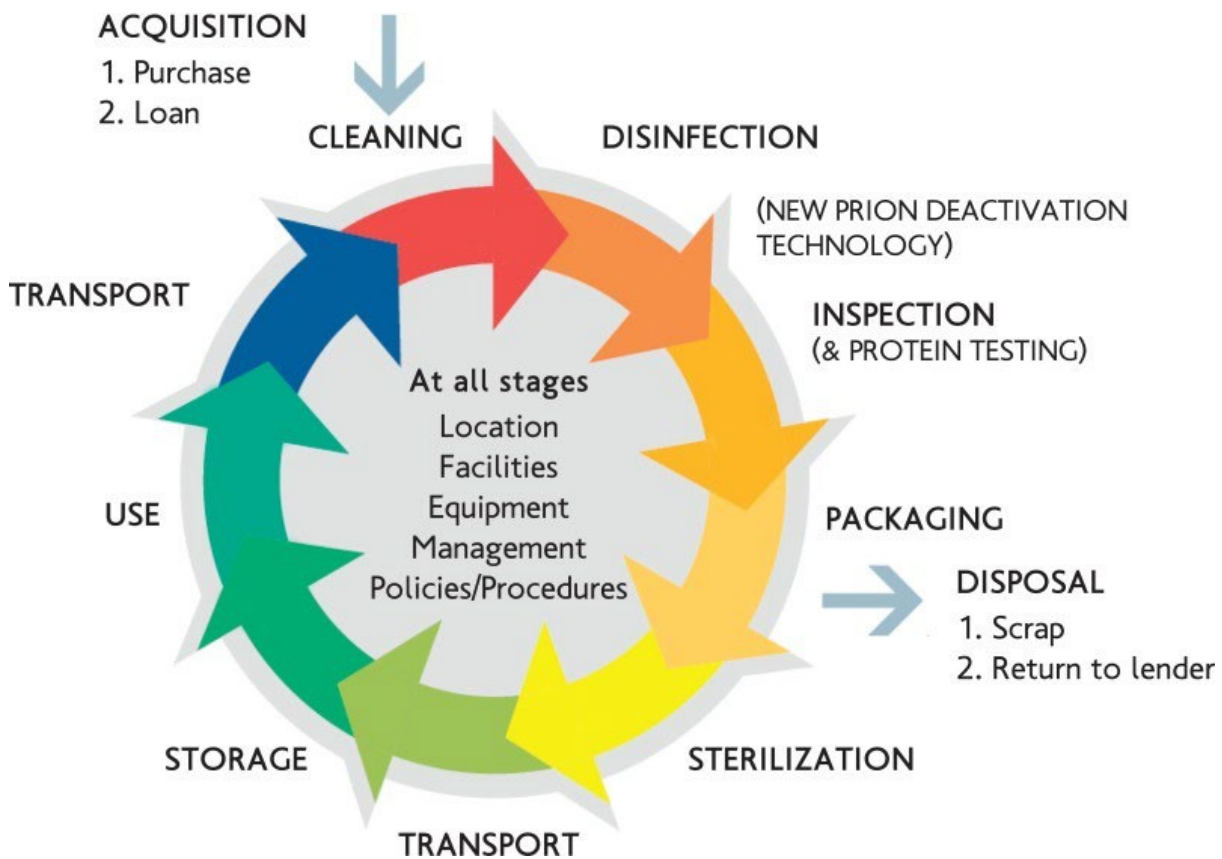 ACQUISITION
1. Purchase
2. Loan
CLEANING
DISINFECTION
(NEW PRION DEACTIVATION
TECHNOLOGY)
INSPECTION
(& PROTEIN TESTING)
PACKAGING
DISPOSAL
1. Scrap
2. Return to lender
STERILIZATION
TRANSPORT
STORAGE
USE
TRANSPORT
At all stages
Location
Facilities
Equipment
Management
Policies/Procedures